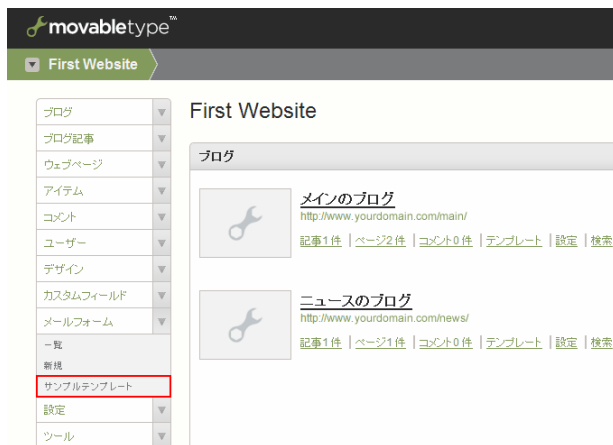 movabletype™
First Website
First Website
ブログ
ブログ記事
ウェブページ
アイテム
コメント
ユーザー
デザイン
カスタムフィールド
メールフォーム
一覧
新規
サンプルテンプレート
設定
ツール
ブログ
メインのブログ
http://www.yourdomain.com/main/
記事1件 | ページ2件 | コメント0件 | テンプレート | 設定 | 検索
ニュースのブログ
http://www.yourdomain.com/news/
記事1件 | ページ1件 | コメント0件 | テンプレート | 設定 | 検索